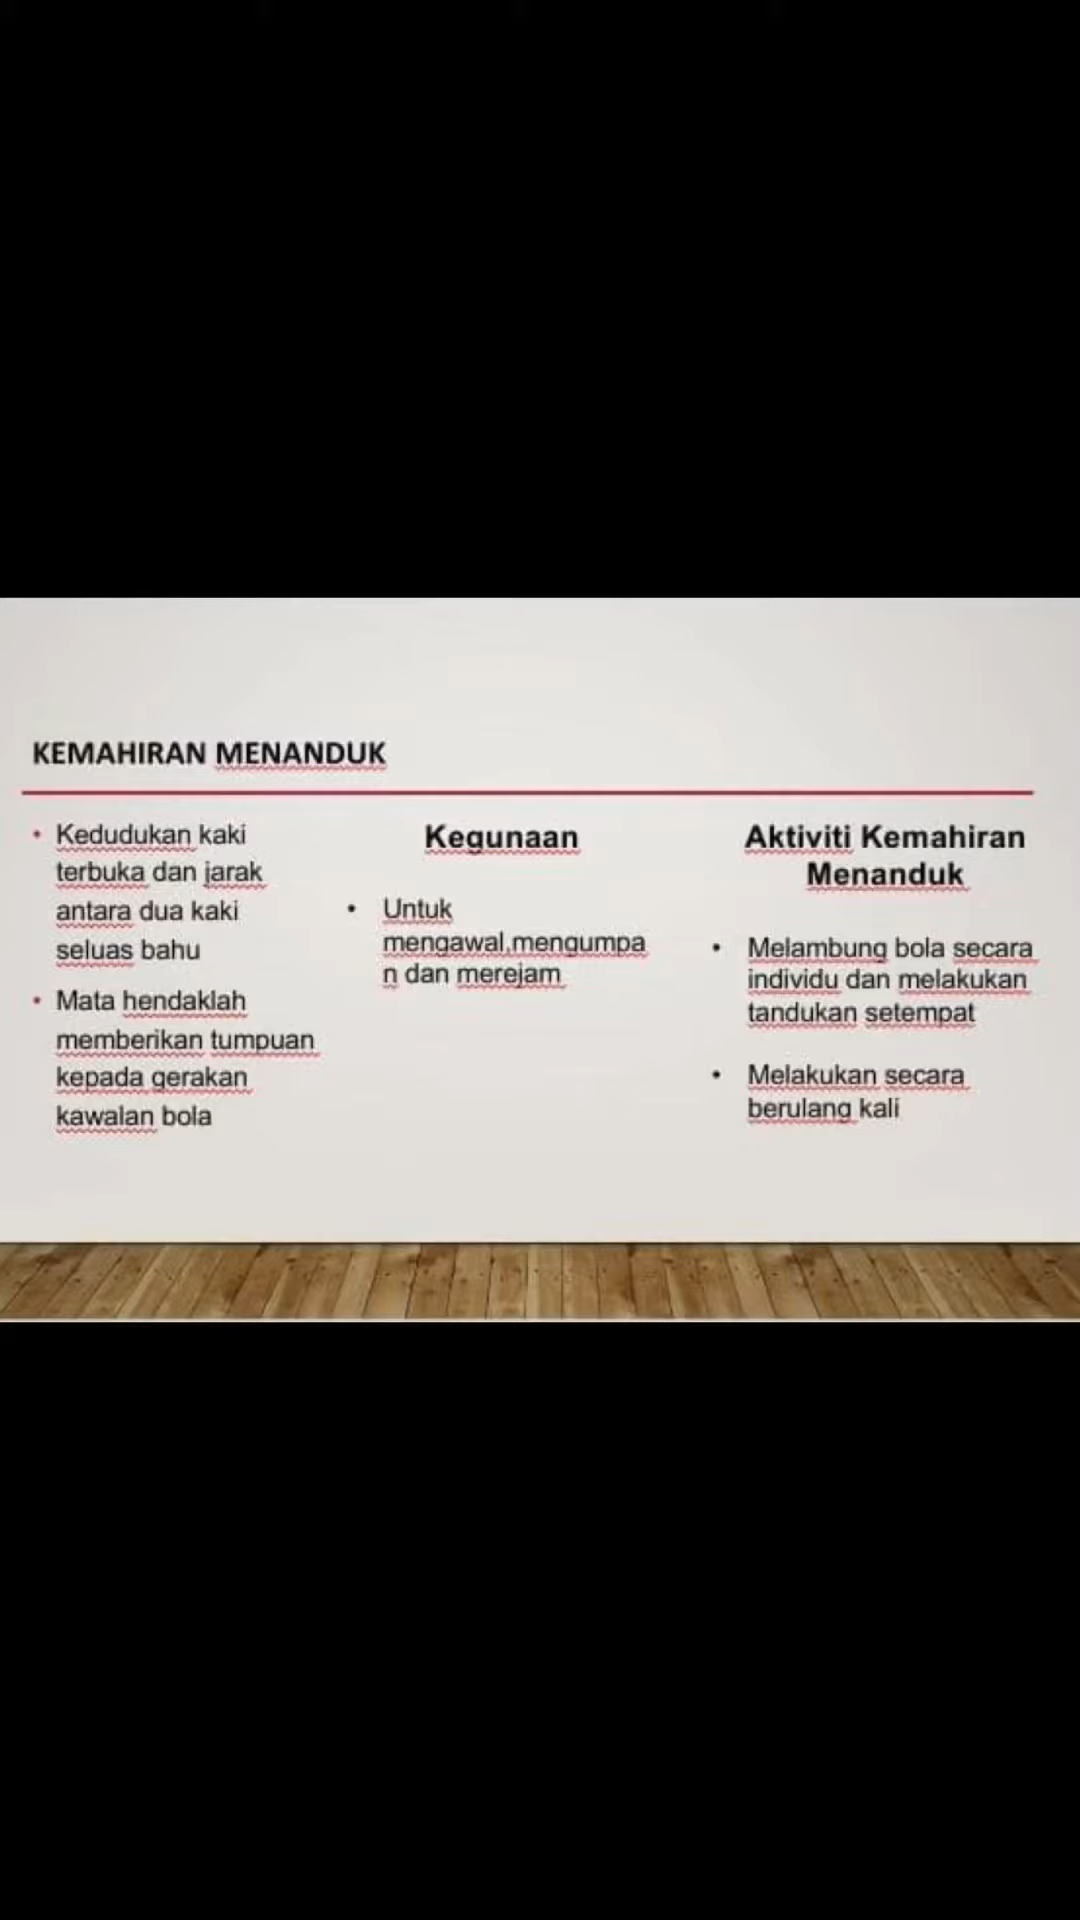 KEMAHIRAN MENANDUK
• Kedudukan kaki
terbuka dan jarak
antara dua kaki
seluas bahu
• Mata hendaklah
memberikan tumpuan
kepada gerakan
kawalan bola
Kegunaan
• Untuk
mengawal,mengumpa
n dan merejam
Aktiviti Kemahiran
Menanduk
• Melambung bola secara
individu dan melakukan
tandukan setempat
• Melakukan secara
berulang kali